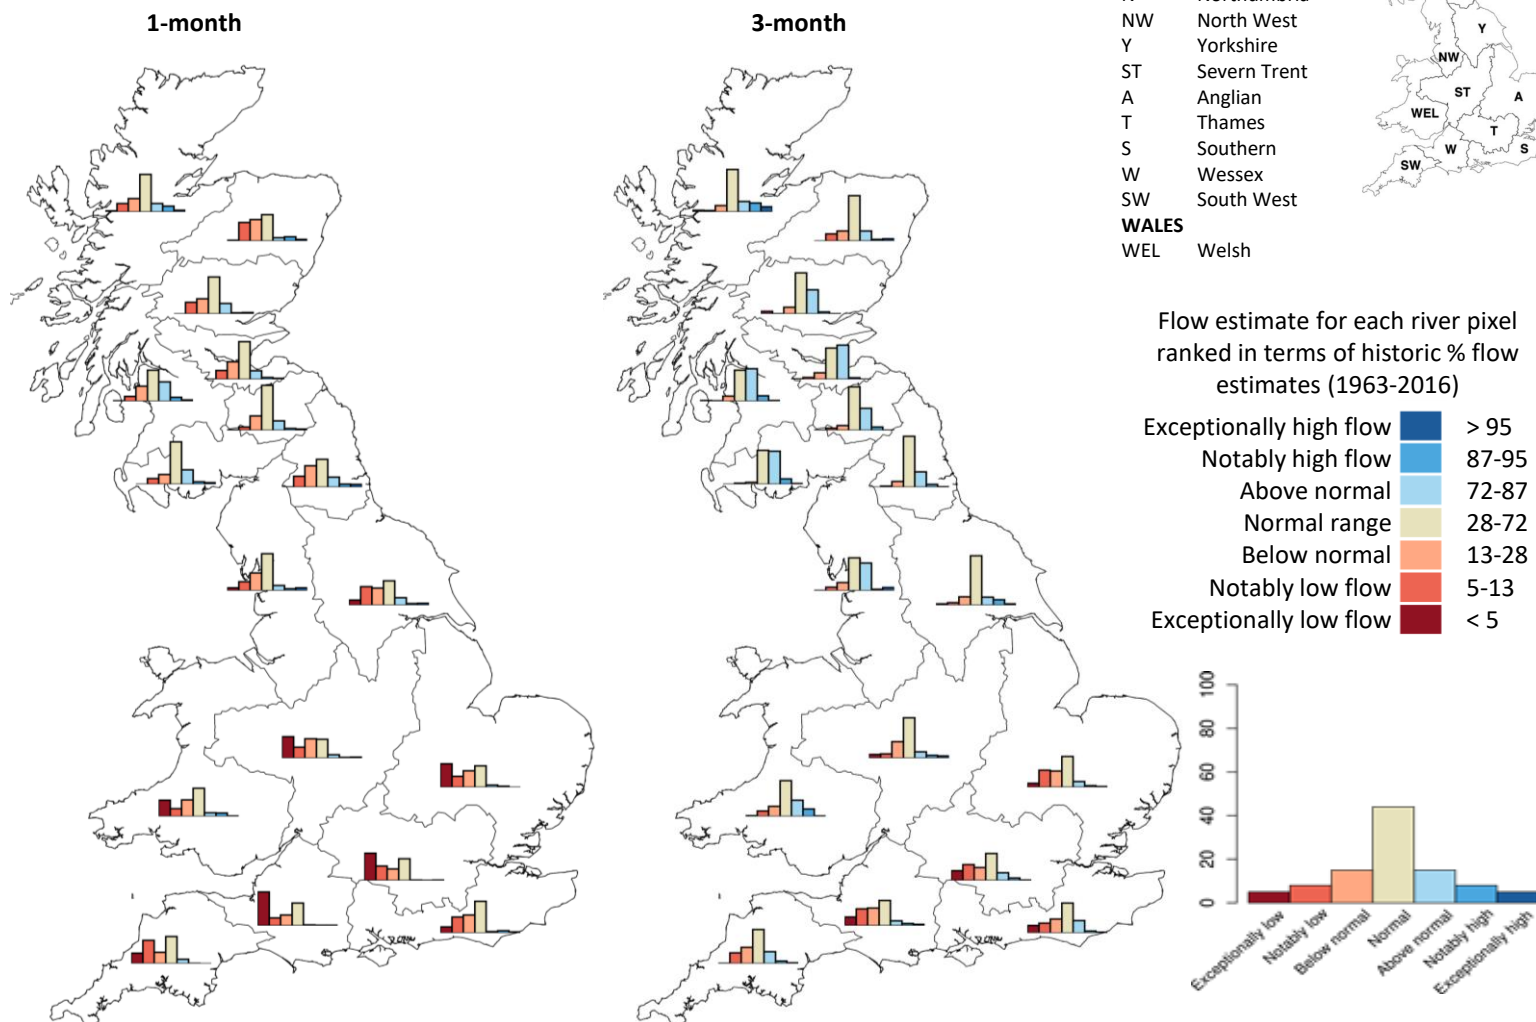 1-month
3-month
NW North West
Y Yorkshire
ST Severn Trent
A Anglian
T Thames
S Southern
W Wessex
SW South West
WALES
WEL Welsh
Y
NW
ST
A
WEL
T
W
S
SW
Flow estimate for each river pixel
ranked in terms of historic % flow
estimates (1963-2016)
Exceptionally high flow > 95
Notably high flow 87-95
Above normal 72-87
Normal range 28-72
Below normal 13-28
Notably low flow 5-13
Exceptionally low flow < 5
100
80
60
40
20
0
Exceptionally low
Notably low
Below normal
Normal
Above normal
Notably high
Exceptionally high